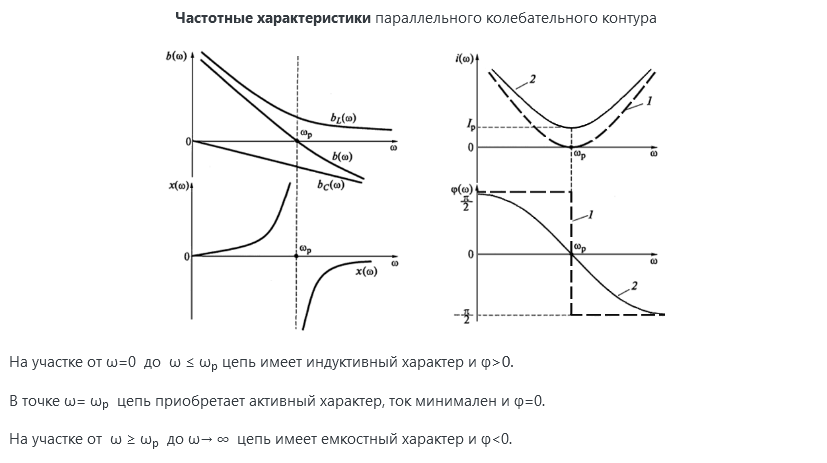 Частотные характеристики параллельного колебательного контура
b(ω)
b_L(ω)
0
ω_р
ω
b(ω)
b_C(ω)
x(ω)
0
ω_р
ω
x(ω)
i(ω)
2
1
I_р
0
ω_р
ω
φ(ω)
π/2
1
0
ω_р
ω
2
-π/2
На участке от ω=0 до ω ≤ ω_р цепь имеет индуктивный характер и φ>0.
В точке ω= ω_р цепь приобретает активный характер, ток минимален и φ=0.
На участке от ω ≥ ω_р до ω→ ∞ цепь имеет емкостный характер и φ<0.